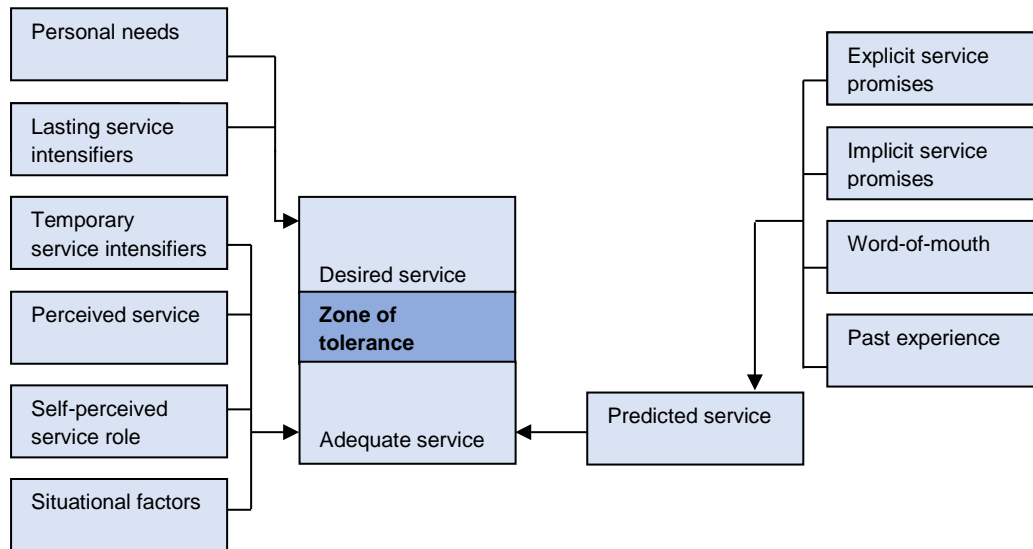 Personal needs
Lasting service
intensifiers
Temporary
service intensifiers
Perceived service
Self-perceived
service role
Situational factors
Desired service
Zone of
tolerance
Adequate service
Predicted service
Explicit service
promises
Implicit service
promises
Word-of-mouth
Past experience